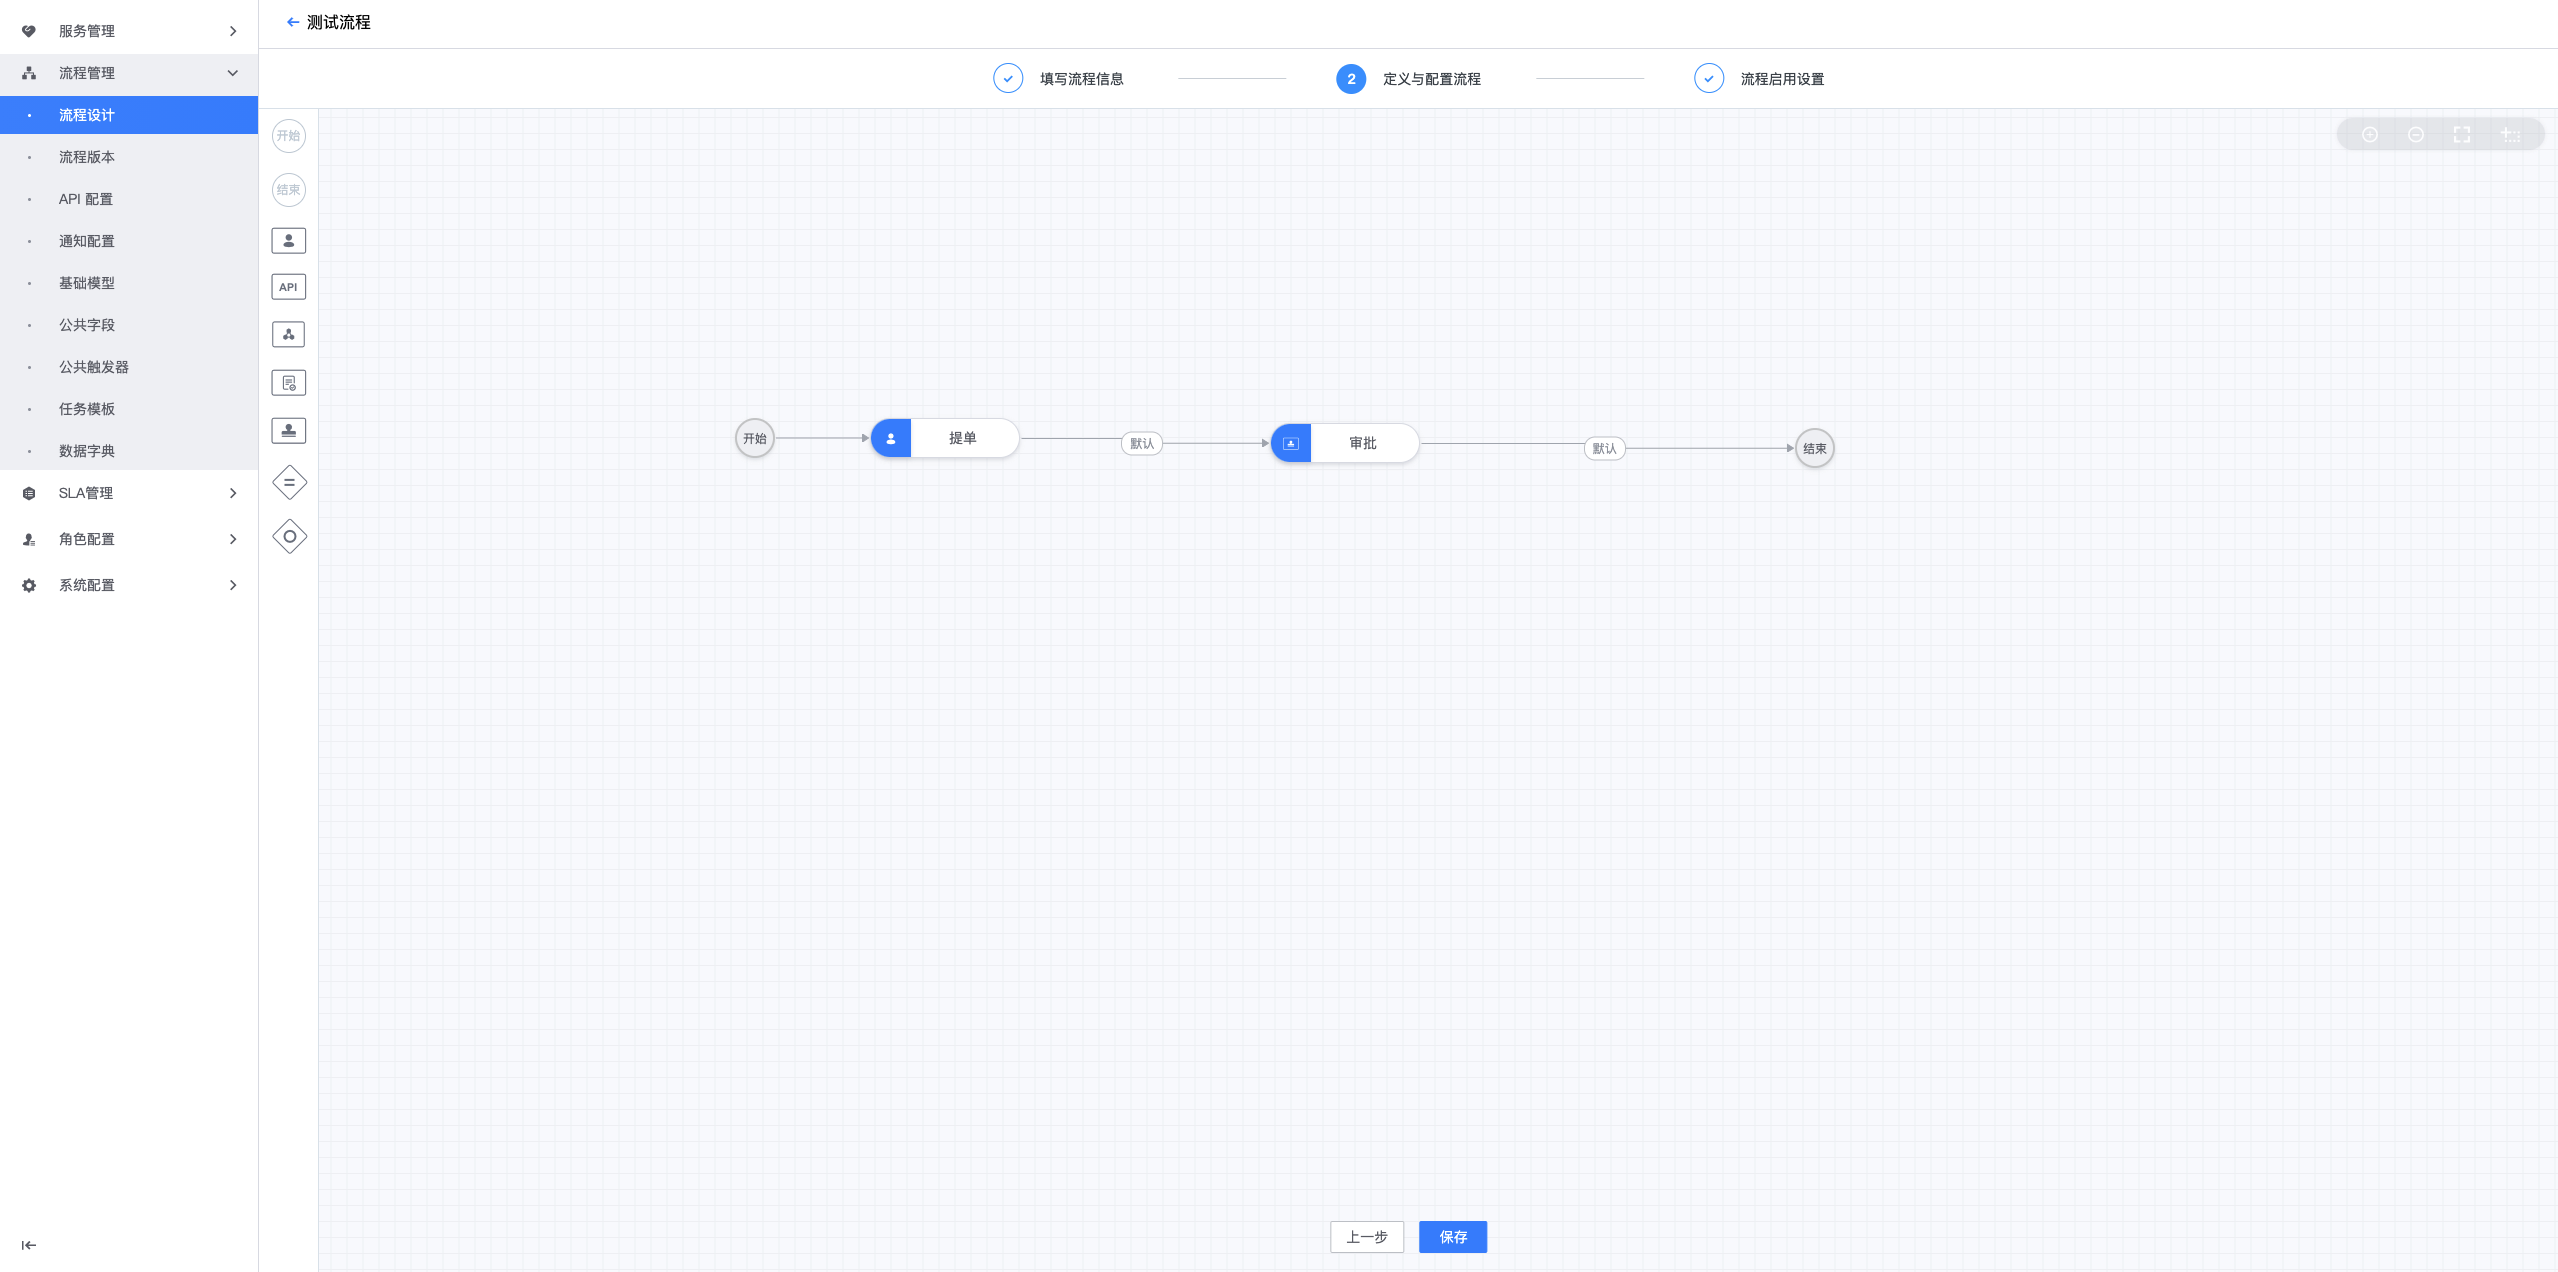 服务管理
流程管理
流程设计
流程版本
API 配置
通知配置
基础模型
公共字段
公共触发器
任务模板
数据字典
SLA管理
角色配置
系统配置
测试流程
填写流程信息
2 定义与配置流程
流程启用设置
开始
结束
API
开始
提单
默认
审批
默认
结束
上一步
保存